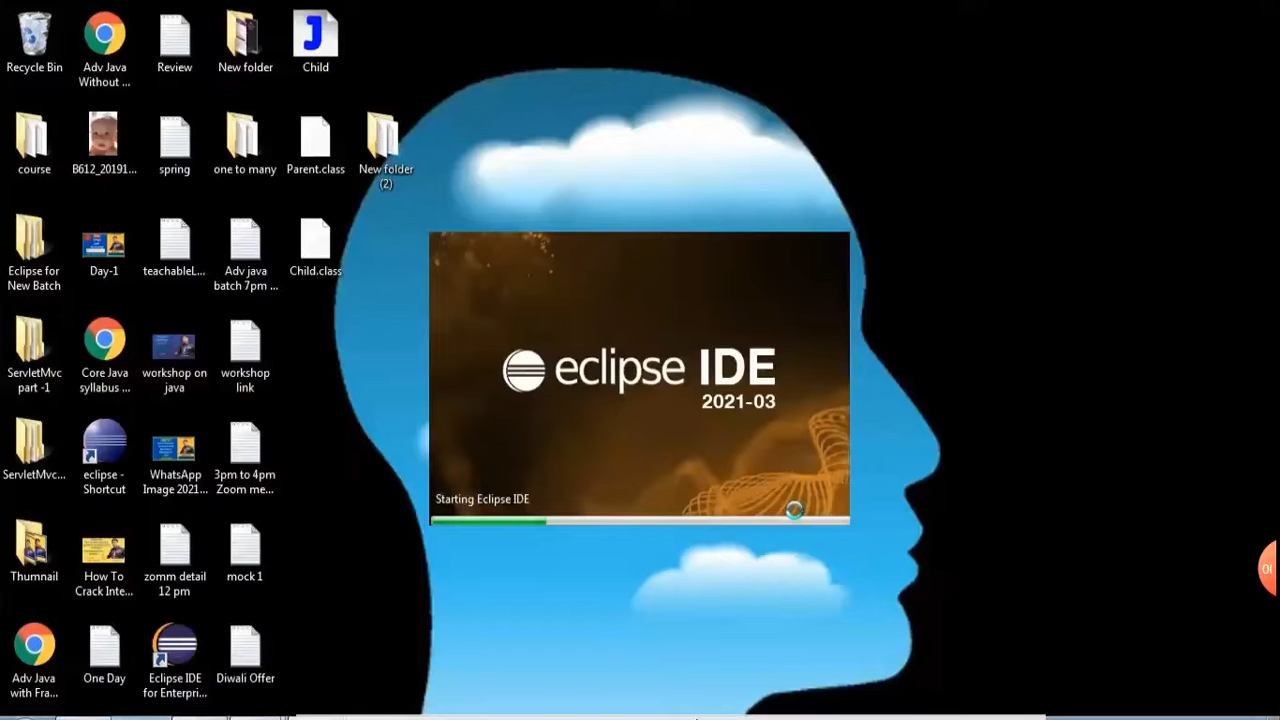 Recycle Bin
Adv Java
Without ...
Review
New folder
J
Child
course
B612_20191...
spring
one to many
Parent.class
New folder
(2)
Eclipse for
New Batch
Day-1
teachableL...
Adv java
batch 7pm ...
Child.class
ServletMvc
part -1
Core Java
syllabus ...
workshop on
java
workshop
link
ServletMvc...
eclipse -
Shortcut
WhatsApp
Image 2021...
3pm to 4pm
Zoom me...
Thumnail
How To
Crack Inte...
zomm detail
12 pm
mock 1
Adv Java
with Fra...
One Day
Eclipse IDE
for Enterpri...
Diwali Offer
eclipse IDE
2021-03
Starting Eclipse IDE